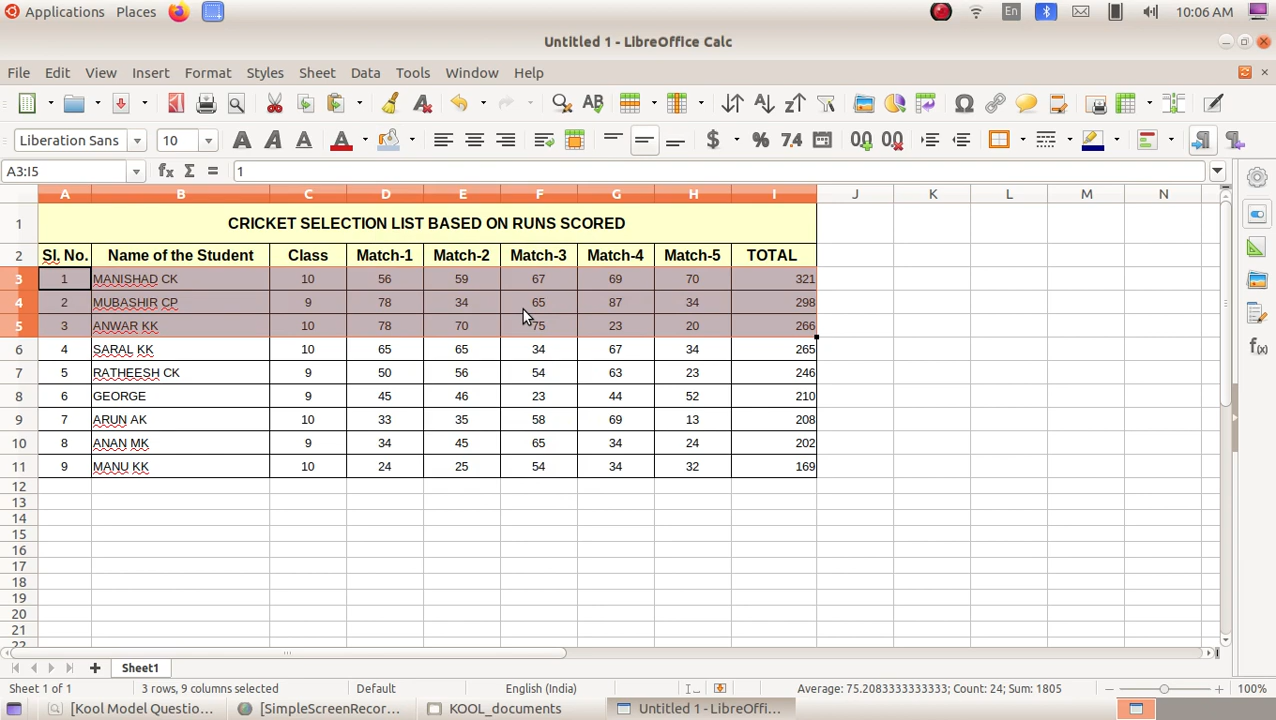 Applications Places En 10:06 AM
Untitled 1 - LibreOffice Calc
File Edit View Insert Format Styles Sheet Data Tools Window Help
Liberation Sans 10
A3:I5 1
A B C D E F G H I J K L M N
1 CRICKET SELECTION LIST BASED ON RUNS SCORED
2 Sl. No. Name of the Student Class Match-1 Match-2 Match-3 Match-4 Match-5 TOTAL
3 1 MANISHAD CK 10 56 59 67 69 70 321
4 2 MUBASHIR CP 9 78 34 65 87 34 298
5 3 ANWAR KK 10 78 70 75 23 20 266
6 4 SARAL KK 10 65 65 34 67 34 265
7 5 RATHEESH CK 9 50 56 54 63 23 246
8 6 GEORGE 9 45 46 23 44 52 210
9 7 ARUN AK 10 33 35 58 69 13 208
10 8 ANAN MK 9 34 45 65 34 24 202
11 9 MANU KK 10 24 25 54 34 32 169
12
13
14
15
16
17
18
19
20
21
22
Sheet1
Sheet 1 of 1 3 rows, 9 columns selected Default English (India) Average: 75.2083333333333; Count: 24; Sum: 1805 100%
[Kool Model Questio... [SimpleScreenRecor... KOOL_documents Untitled 1 - LibreOffi...